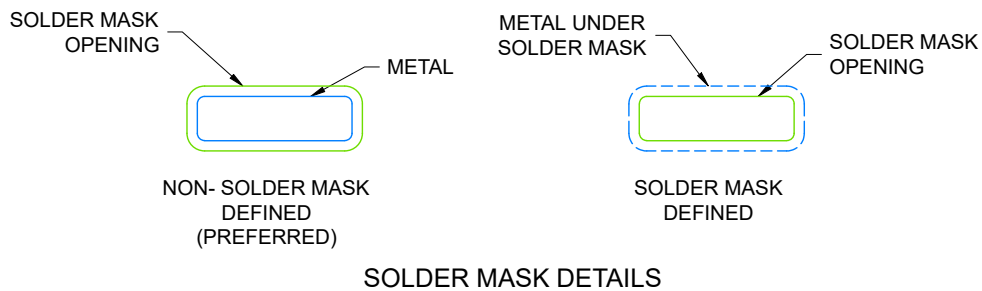 SOLDER MASK
OPENING
METAL
NON- SOLDER MASK
DEFINED
(PREFERRED)
METAL UNDER
SOLDER MASK
SOLDER MASK
OPENING
SOLDER MASK
DEFINED
SOLDER MASK DETAILS